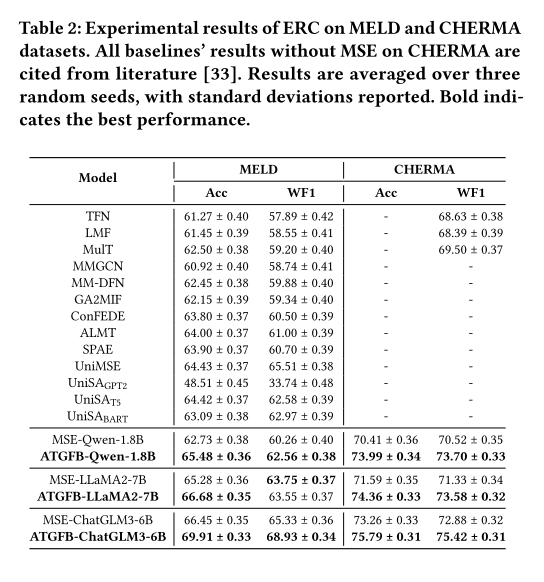 Table 2: Experimental results of ERC on MELD and CHERMA
datasets. All baselines' results without MSE on CHERMA are
cited from literature [33]. Results are averaged over three
random seeds, with standard deviations reported. Bold indi-
cates the best performance.
Model MELD CHERMA
Acc WF1 Acc WF1
TFN 61.27 ± 0.40 57.89 ± 0.42 - 68.63 ± 0.38
LMF 61.45 ± 0.39 58.55 ± 0.41 - 68.39 ± 0.39
MulT 62.50 ± 0.38 59.20 ± 0.40 - 69.50 ± 0.37
MMGCN 60.92 ± 0.40 58.74 ± 0.41 - -
MM-DFN 62.45 ± 0.38 59.88 ± 0.40 - -
GA2MIF 62.15 ± 0.39 59.34 ± 0.40 - -
ConFEDE 63.80 ± 0.37 60.50 ± 0.39 - -
ALMT 64.00 ± 0.37 61.00 ± 0.39 - -
SPAE 63.90 ± 0.37 60.70 ± 0.39 - -
UniMSE 64.43 ± 0.37 65.51 ± 0.38 - -
UniSA_GPT2 48.51 ± 0.45 33.74 ± 0.48 - -
UniSA_T5 64.42 ± 0.37 62.58 ± 0.39 - -
UniSA_BART 63.09 ± 0.38 62.97 ± 0.39 - -
MSE-Qwen-1.8B 62.73 ± 0.38 60.26 ± 0.40 70.41 ± 0.36 70.52 ± 0.35
ATGFB-Qwen-1.8B 65.48 ± 0.36 62.56 ± 0.38 73.99 ± 0.34 73.70 ± 0.33
MSE-LLaMA2-7B 65.28 ± 0.36 63.75 ± 0.37 71.59 ± 0.35 71.33 ± 0.34
ATGFB-LLaMA2-7B 66.68 ± 0.35 63.55 ± 0.37 74.36 ± 0.33 73.58 ± 0.32
MSE-ChatGLM3-6B 66.45 ± 0.35 65.33 ± 0.36 73.26 ± 0.33 72.88 ± 0.32
ATGFB-ChatGLM3-6B 69.91 ± 0.33 68.93 ± 0.34 75.79 ± 0.31 75.42 ± 0.31